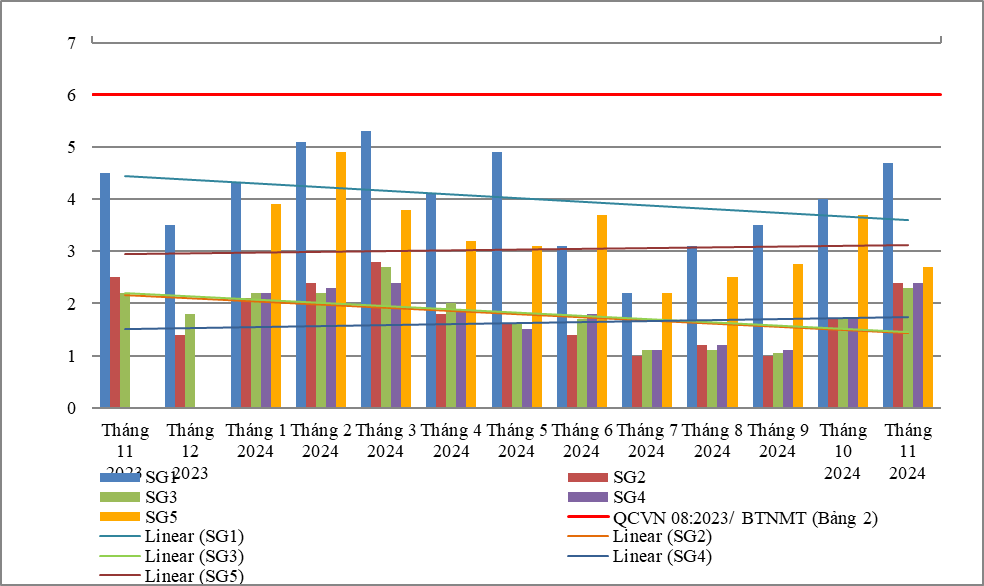 7
6
5
4
3
2
1
0
Tháng 11 2023
Tháng 12 2023
Tháng 1 2024
Tháng 2 2024
Tháng 3 2024
Tháng 4 2024
Tháng 5 2024
Tháng 6 2024
Tháng 7 2024
Tháng 8 2024
Tháng 9 2024
Tháng 10 2024
Tháng 11 2024
SG1
SG2
SG3
SG4
SG5
QCVN 08:2023/ BTNMT (Bảng 2)
Linear (SG1)
Linear (SG2)
Linear (SG3)
Linear (SG4)
Linear (SG5)